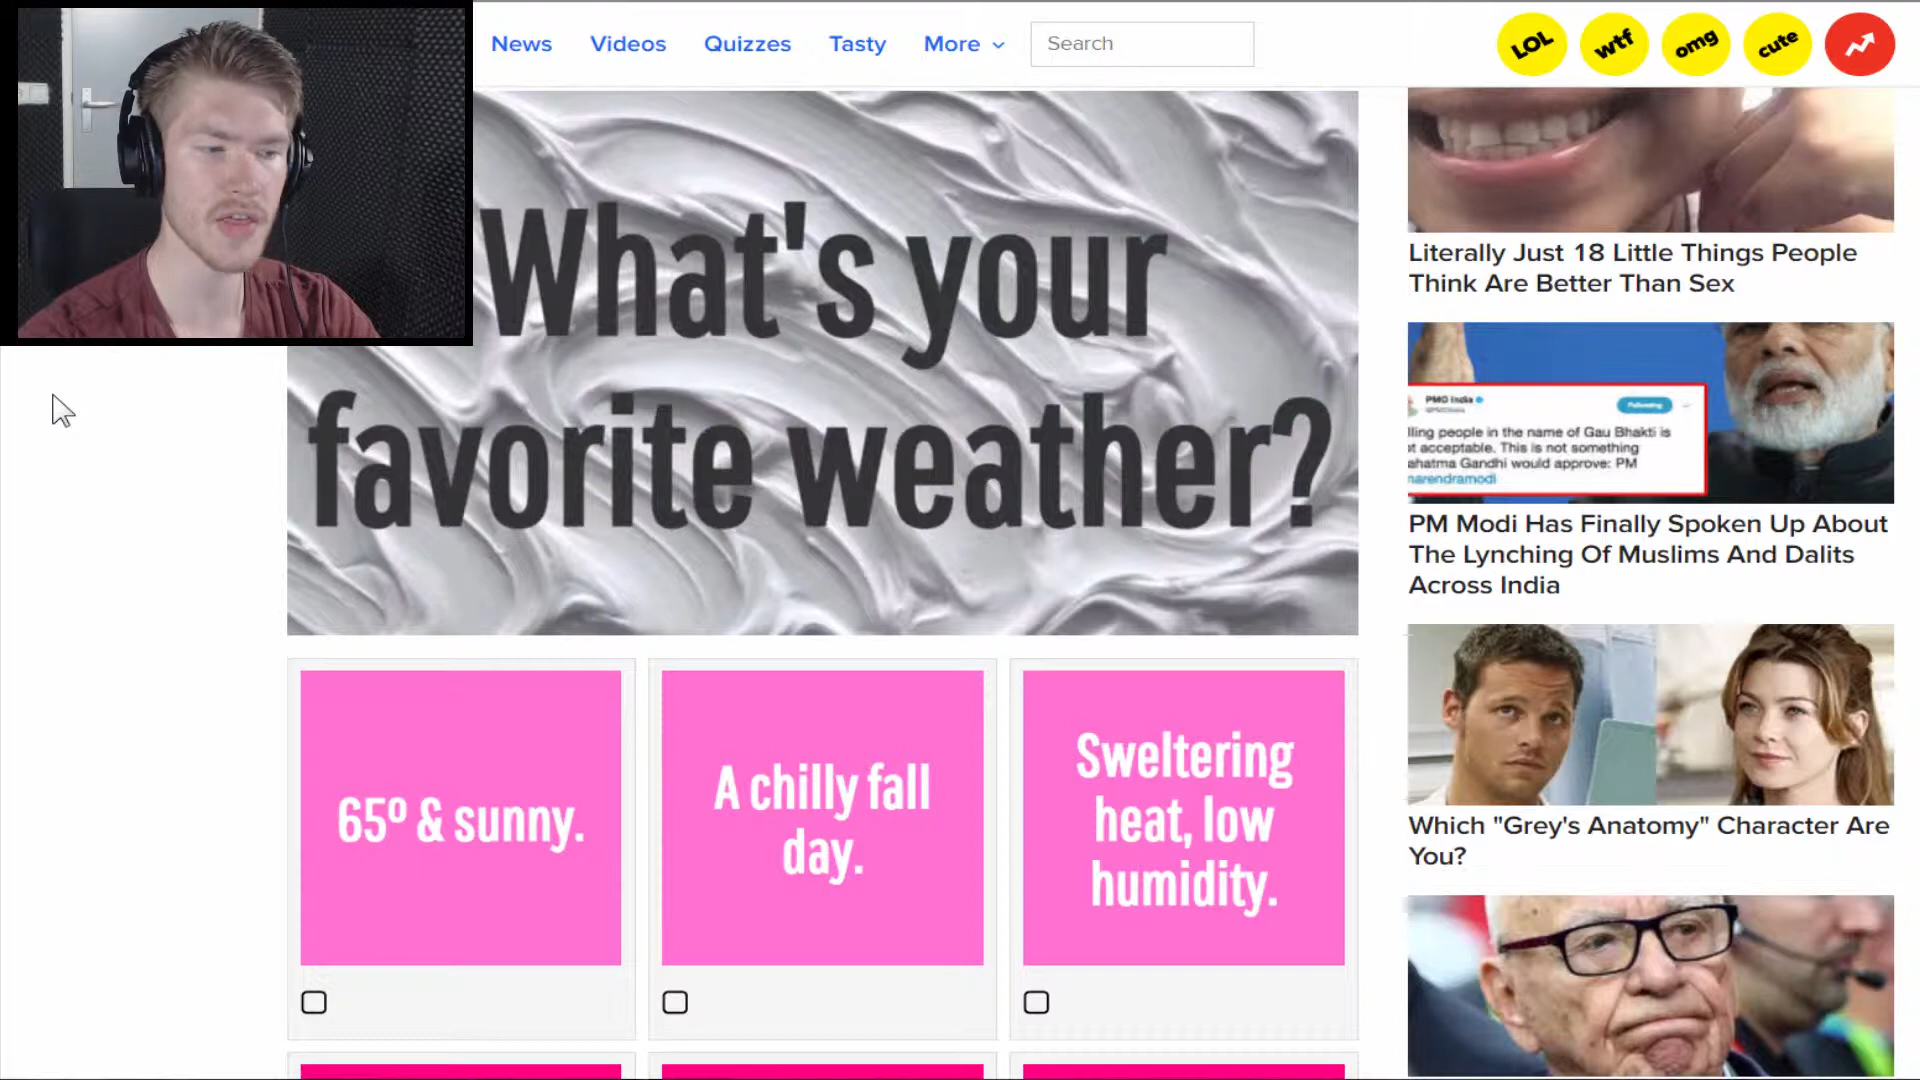 News Videos Quizzes Tasty More
Search
LOL wtf omg cute
What's your
favorite weather?
65º & sunny.
A chilly fall
day.
Sweltering
heat, low
humidity.
Literally Just 18 Little Things People
Think Are Better Than Sex
PMO India
Following
lling people in the name of Gau Bhakti is
t acceptable. This is not something
ahatma Gandhi would approve: PM
narendramodi
PM Modi Has Finally Spoken Up About
The Lynching Of Muslims And Dalits
Across India
Which "Grey's Anatomy" Character Are
You?